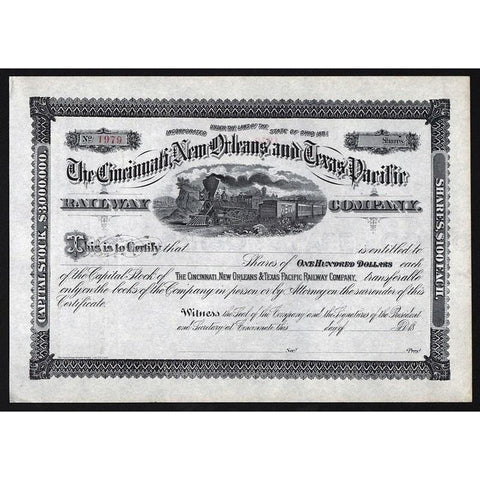 INCORPORATED UNDER THE LAWS OF THE STATE OF OHIO 1881
No. 1979
Shares
The Cincinnati, New Orleans and Texas Pacific
RAILWAY COMPANY.
CAPITAL STOCK, $3,000,000.
SHARES $100 EACH.
This is to Certify that is entitled to
Shares of ONE HUNDRED DOLLARS each
of the Capital Stock of THE CINCINNATI, NEW ORLEANS & TEXAS PACIFIC RAILWAY COMPANY, transferable
only on the books of the Company in person or by Attorney on the surrender of this
Certificate.
Witness the Seal of the Company and the Signatures of the President
and Secretary at Cincinnati this day of A.D. 18
Sec.y Pres.t